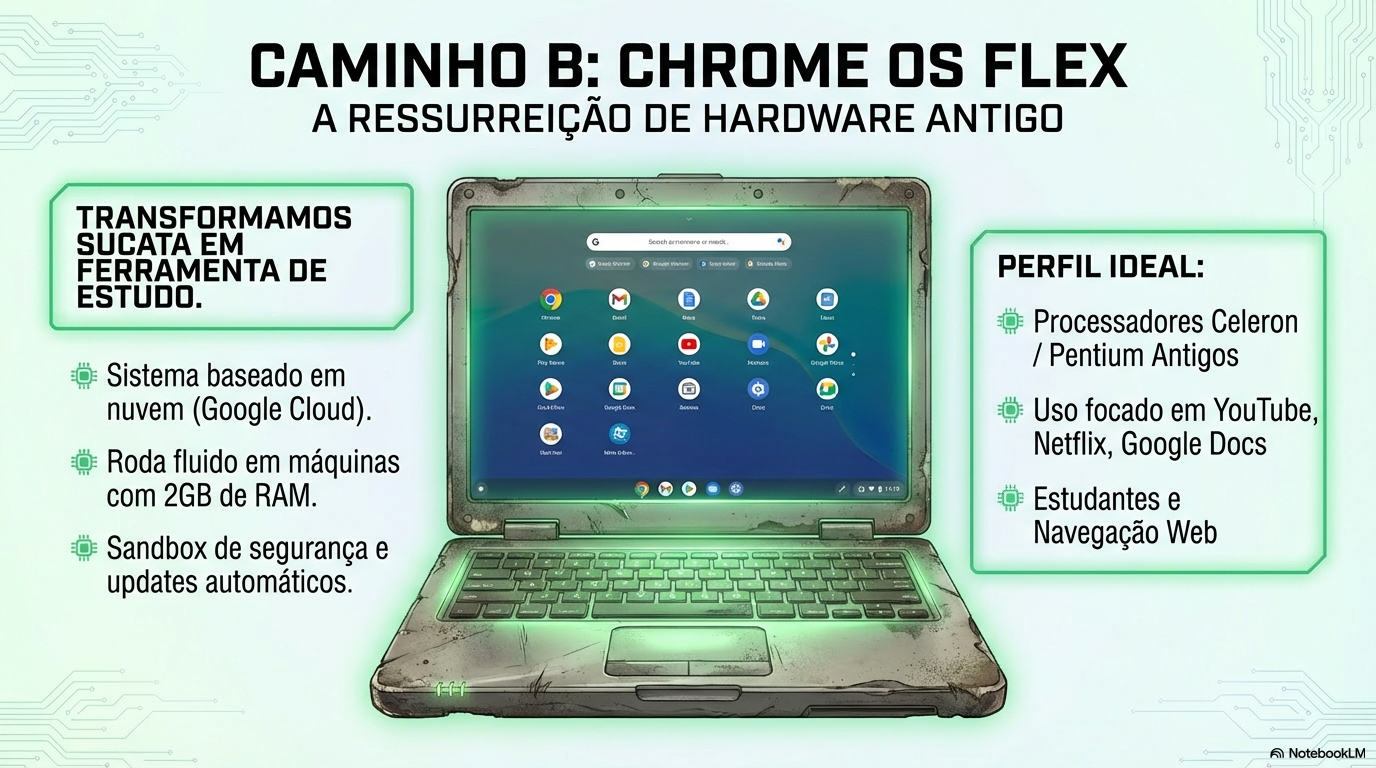 CAMINHO B: CHROME OS FLEX
A RESSURREIÇÃO DE HARDWARE ANTIGO
TRANSFORMAMOS
SUCATA EM
FERRAMENTA DE
ESTUDO.
Sistema baseado em
nuvem (Google Cloud).
Roda fluido em máquinas
com 2GB de RAM.
Sandbox de segurança e
updates automáticos.
PERFIL IDEAL:
Processadores Celeron
/ Pentium Antigos
Uso focado em YouTube,
Netflix, Google Docs
Estudantes e
Navegação Web
NotebookLM